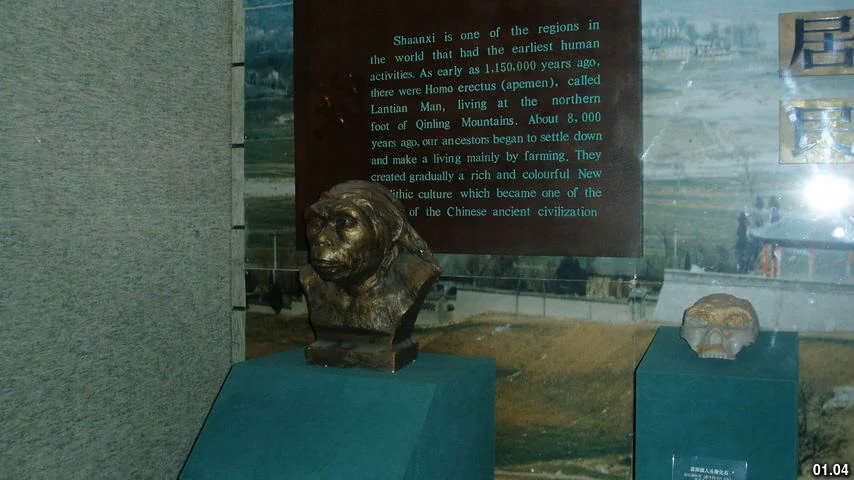 Shaanxi is one of the regions in
the world that had the earliest human
activities. As early as 1,150,000 years ago,
there were Homo erectus (apemen), called
Lantian Man, living at the northern
foot of Qinling Mountains. About 8,000
years ago, our ancestors began to settle down
and make a living mainly by farming. They
created gradually a rich and colourful New
lithic culture which became one of the
of the Chinese ancient civilization
居
民
01.04